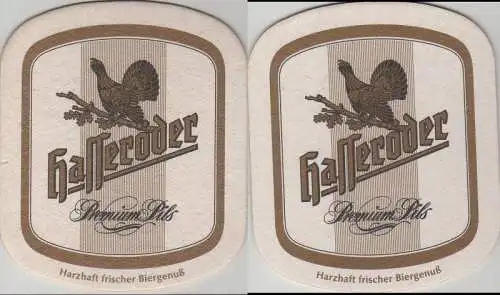 Hasseröder
Premium Pils
Harzhaft frischer Biergenuß
Hasseröder
Premium Pils
Harzhaft frischer Biergenuß